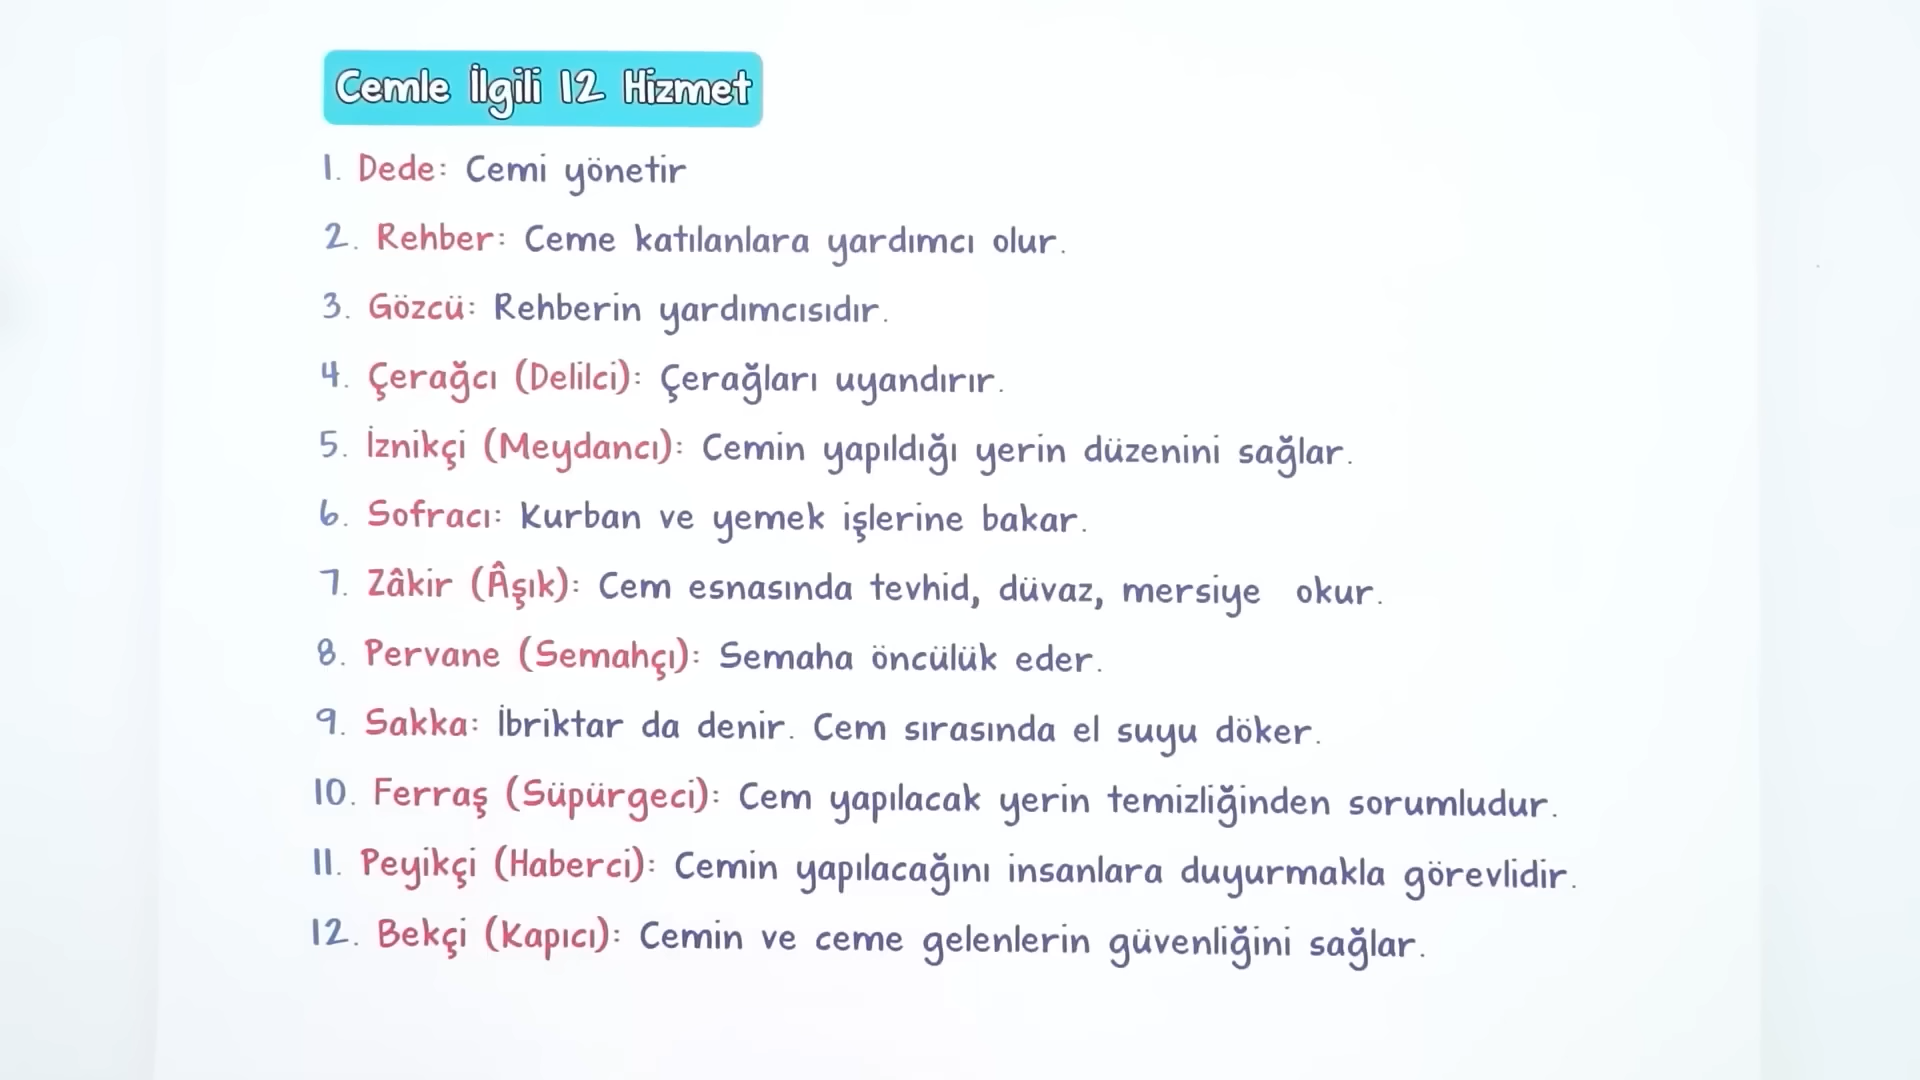 Cemle İlgili 12 Hizmet
1. Dede: Cemi yönetir
2. Rehber: Ceme katılanlara yardımcı olur.
3. Gözcü: Rehberin yardımcısıdır.
4. Çerağcı (Delilci): Çerağları uyandırır.
5. İznikçi (Meydancı): Cemin yapıldığı yerin düzenini sağlar.
6. Sofracı: Kurban ve yemek işlerine bakar.
7. Zâkir (Âşık): Cem esnasında tevhid, düvaz, mersiye okur.
8. Pervane (Semahçı): Semaha öncülük eder.
9. Sakka: İbriktar da denir. Cem sırasında el suyu döker.
10. Ferraş (Süpürgeci): Cem yapılacak yerin temizliğinden sorumludur.
11. Peyikçi (Haberci): Cemin yapılacağını insanlara duyurmakla görevlidir.
12. Bekçi (Kapıcı): Cemin ve ceme gelenlerin güvenliğini sağlar.